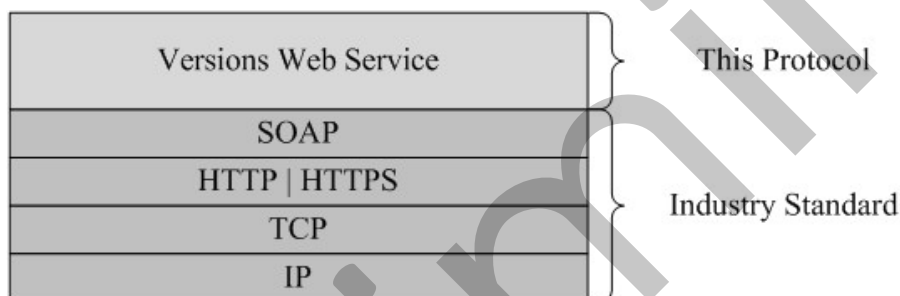 Versions Web Service
This Protocol
SOAP
HTTP | HTTPS
Industry Standard
TCP
IP